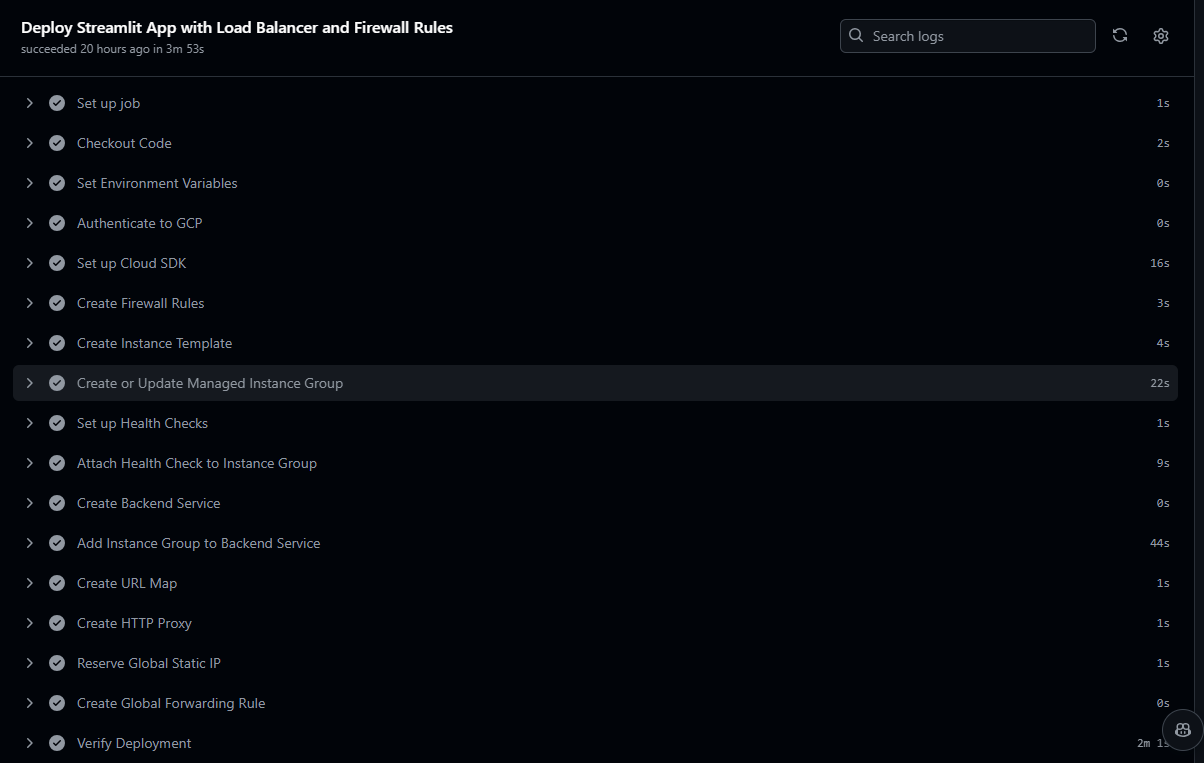 Deploy Streamlit App with Load Balancer and Firewall Rules
succeeded 20 hours ago in 3m 53s
Search logs
Set up job 1s
Checkout Code 2s
Set Environment Variables 0s
Authenticate to GCP 0s
Set up Cloud SDK 16s
Create Firewall Rules 3s
Create Instance Template 4s
Create or Update Managed Instance Group 22s
Set up Health Checks 1s
Attach Health Check to Instance Group 9s
Create Backend Service 0s
Add Instance Group to Backend Service 44s
Create URL Map 1s
Create HTTP Proxy 1s
Reserve Global Static IP 1s
Create Global Forwarding Rule 0s
Verify Deployment 2m